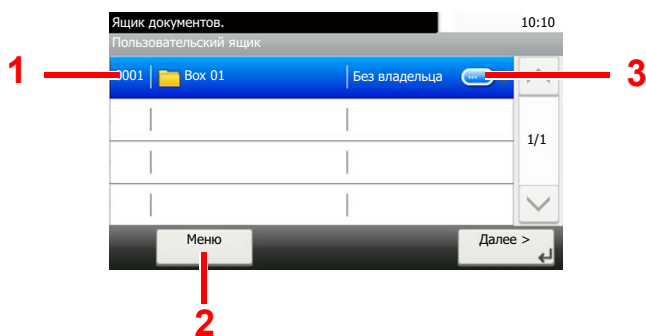 Ящик документов. 10:10
Пользовательский ящик
1 0001 Box 01 Без владельца 3
1/1
Меню Далее >
2